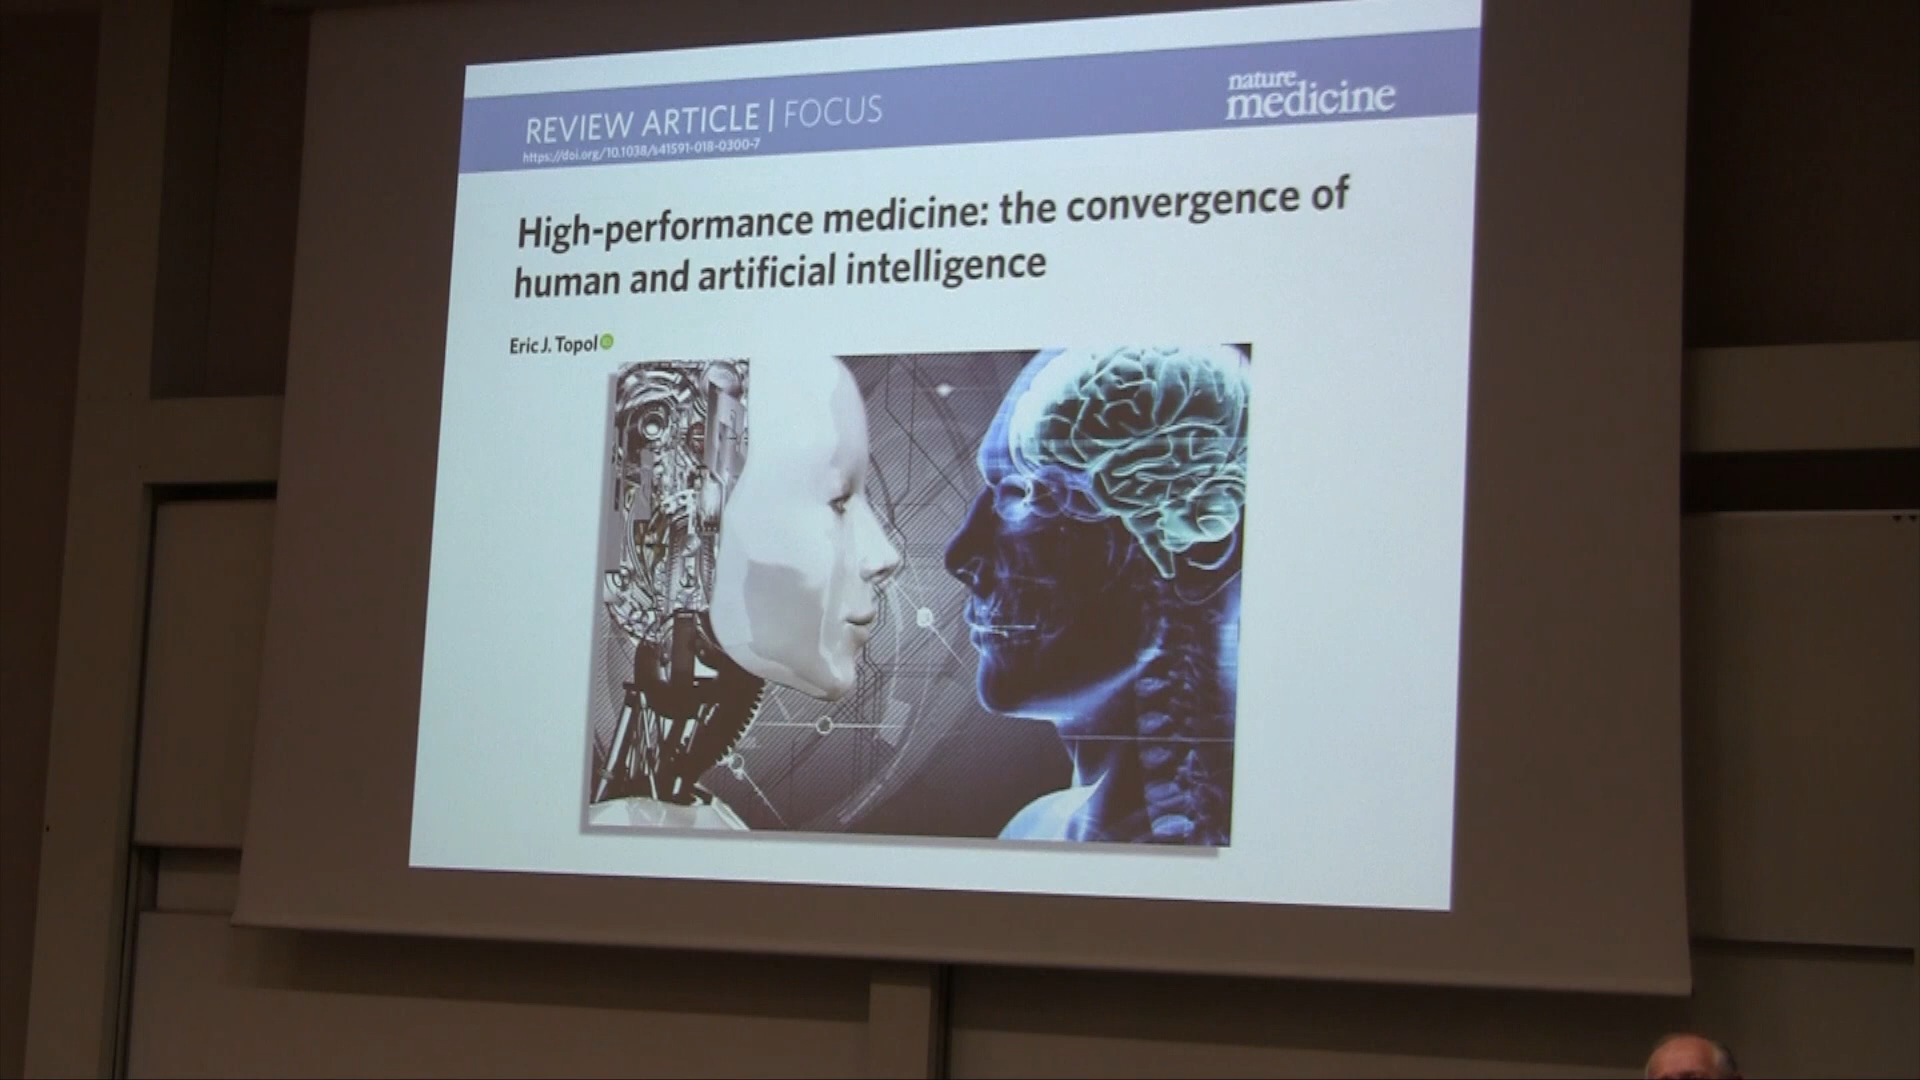 REVIEW ARTICLE | FOCUS
https://doi.org/10.1038/s41591-018-0300-7
nature
medicine
High-performance medicine: the convergence of
human and artificial intelligence
Eric J. Topol